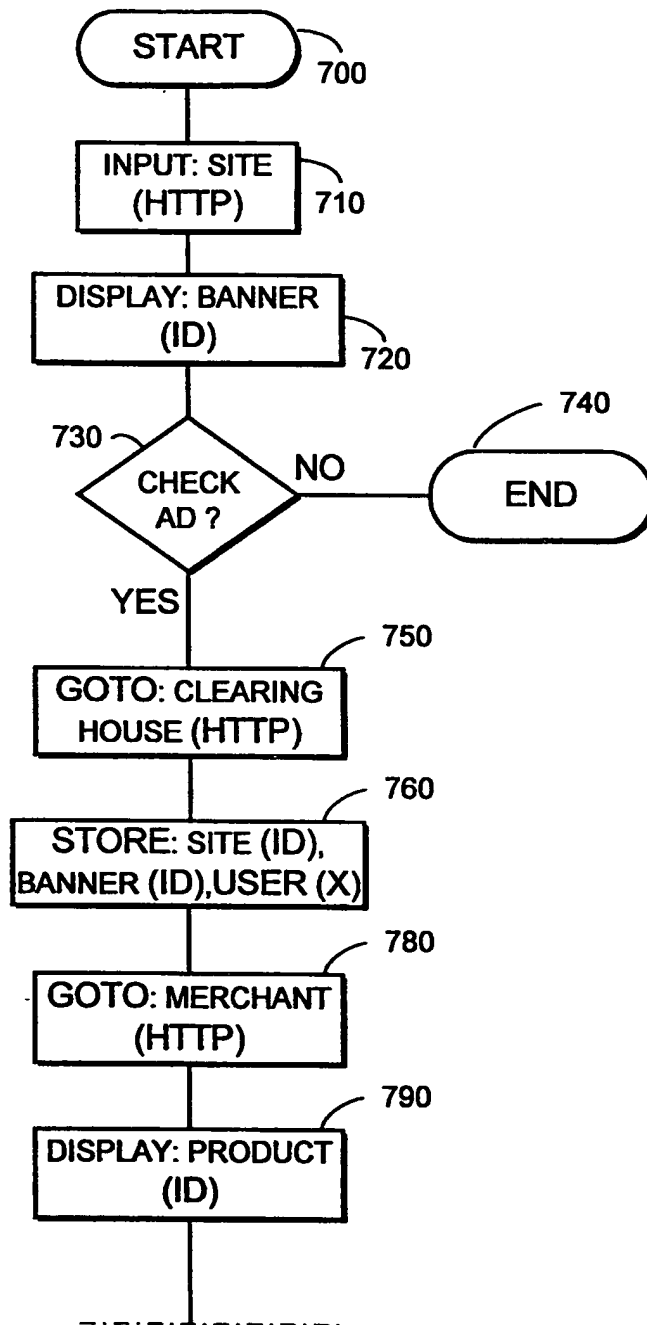 START
700
INPUT: SITE
(HTTP)
710
DISPLAY: BANNER
(ID)
720
730
CHECK
AD ?
NO
740
END
YES
750
GOTO: CLEARING
HOUSE (HTTP)
760
STORE: SITE (ID),
BANNER (ID),USER (X)
780
GOTO: MERCHANT
(HTTP)
790
DISPLAY: PRODUCT
(ID)